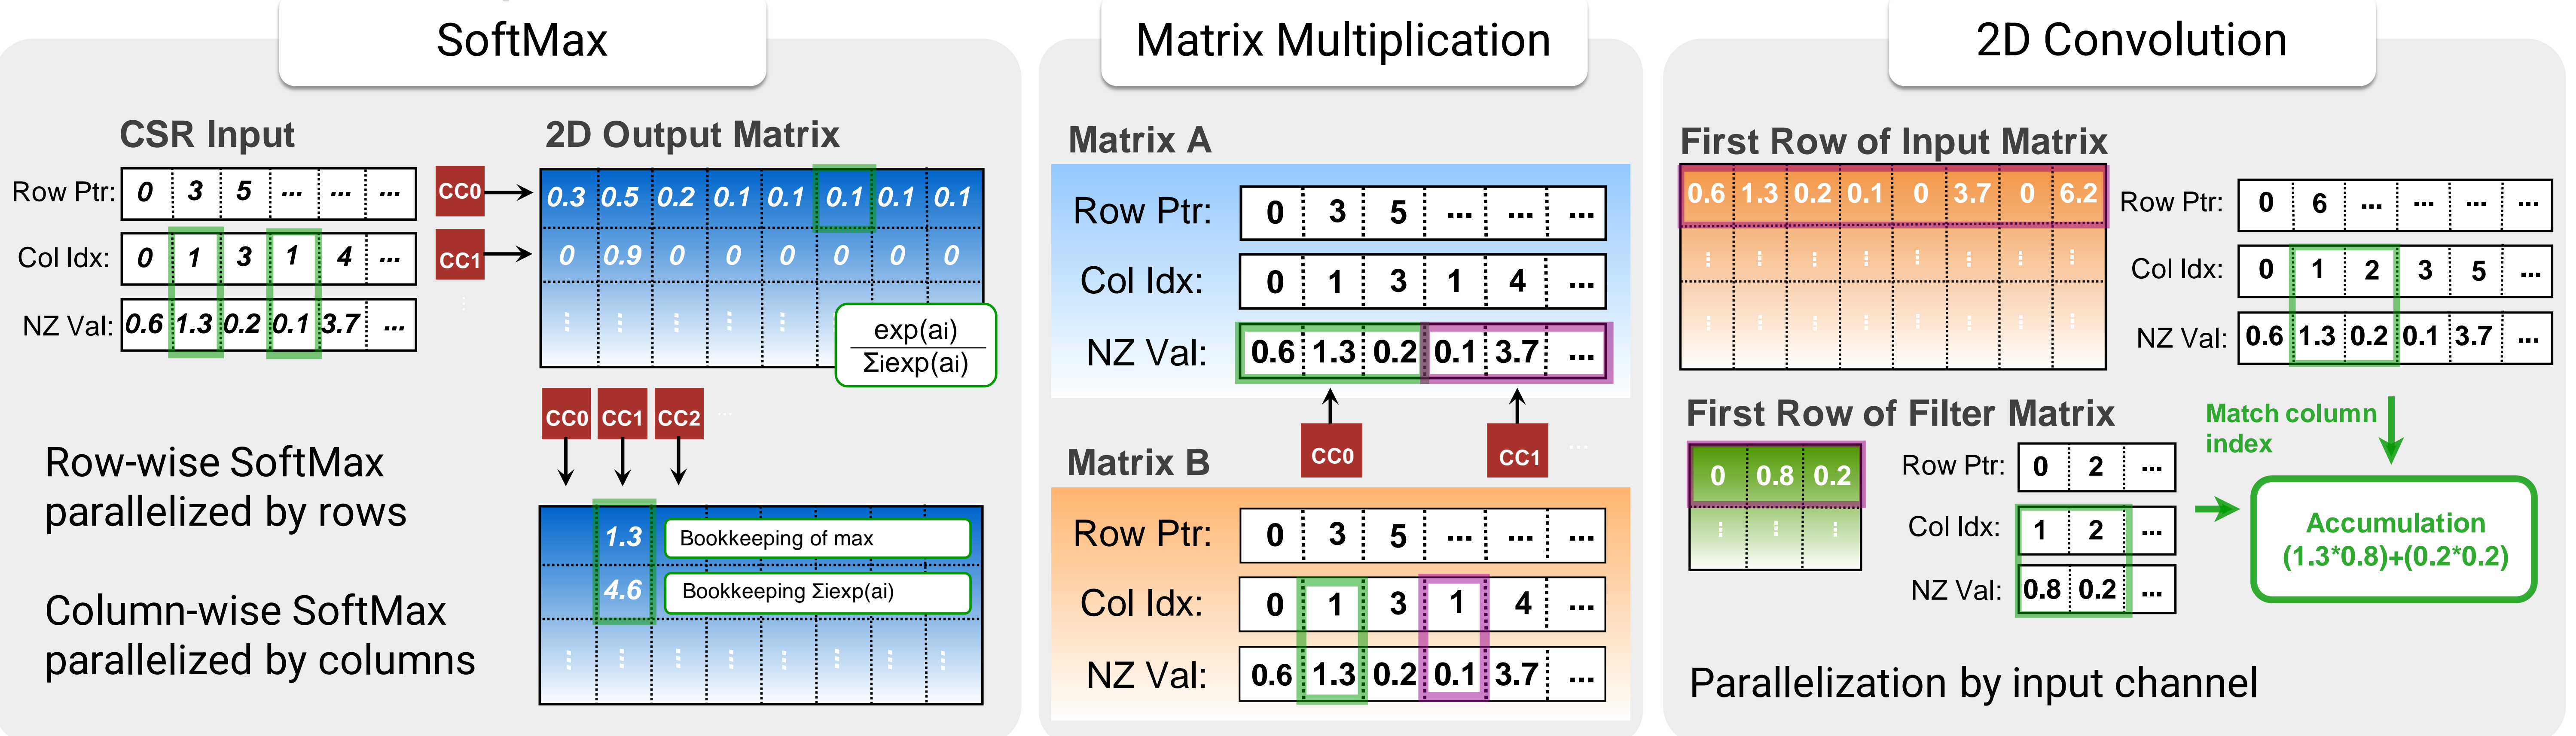 SoftMax
CSR Input
Row Ptr: 0 3 5 ... ... ...
Col Idx: 0 1 3 1 4 ...
NZ Val: 0.6 1.3 0.2 0.1 3.7 ...
CC0
CC1
2D Output Matrix
0.3 0.5 0.2 0.1 0.1 0.1 0.1 0.1
0 0.9 0 0 0 0 0 0
exp(ai)
Σiexp(ai)
CC0 CC1 CC2 ...
1.3 Bookkeeping of max
4.6 Bookkeeping Σiexp(ai)
Row-wise SoftMax
parallelized by rows
Column-wise SoftMax
parallelized by columns
Matrix Multiplication
Matrix A
Row Ptr: 0 3 5 ... ... ...
Col Idx: 0 1 3 1 4 ...
NZ Val: 0.6 1.3 0.2 0.1 3.7 ...
CC0 CC1 ...
Matrix B
Row Ptr: 0 3 5 ... ... ...
Col Idx: 0 1 3 1 4 ...
NZ Val: 0.6 1.3 0.2 0.1 3.7 ...
2D Convolution
First Row of Input Matrix
0.6 1.3 0.2 0.1 0 3.7 0 6.2
Row Ptr: 0 6 ... ... ... ...
Col Idx: 0 1 2 3 5 ...
NZ Val: 0.6 1.3 0.2 0.1 3.7 ...
First Row of Filter Matrix
0 0.8 0.2
Row Ptr: 0 2 ...
Col Idx: 1 2 ...
NZ Val: 0.8 0.2 ...
Match column
index
Accumulation
(1.3*0.8)+(0.2*0.2)
Parallelization by input channel